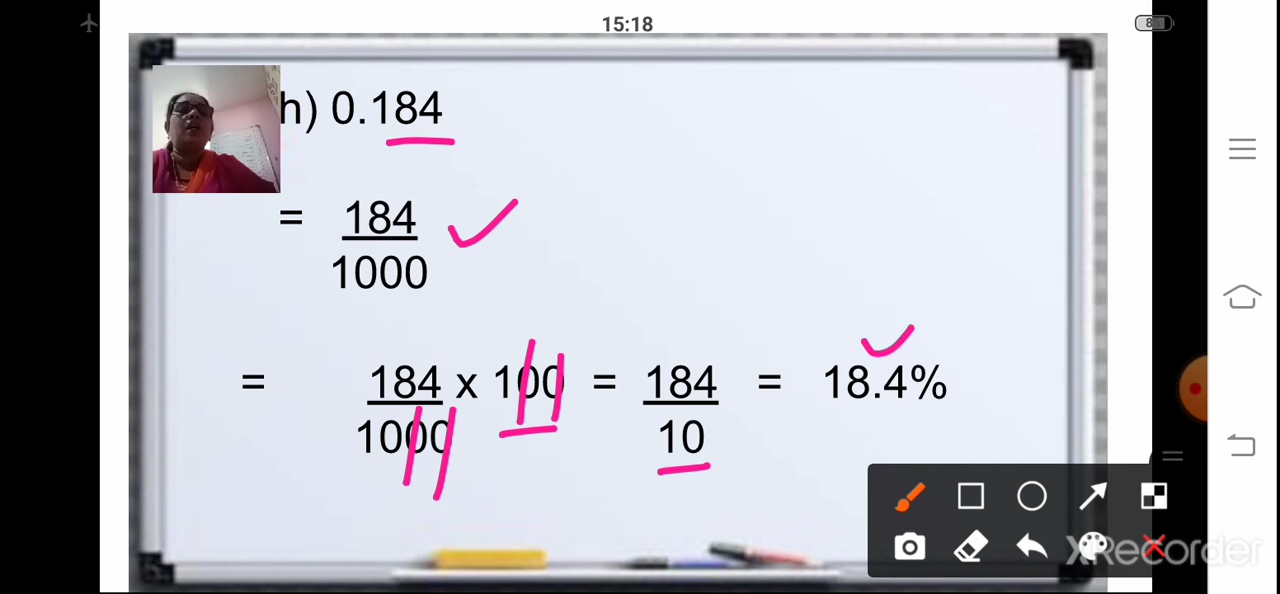 15:18
h) 0.184
= 184
1000
= 184 x 100 = 184 = 18.4%
1000 10
XRecorder